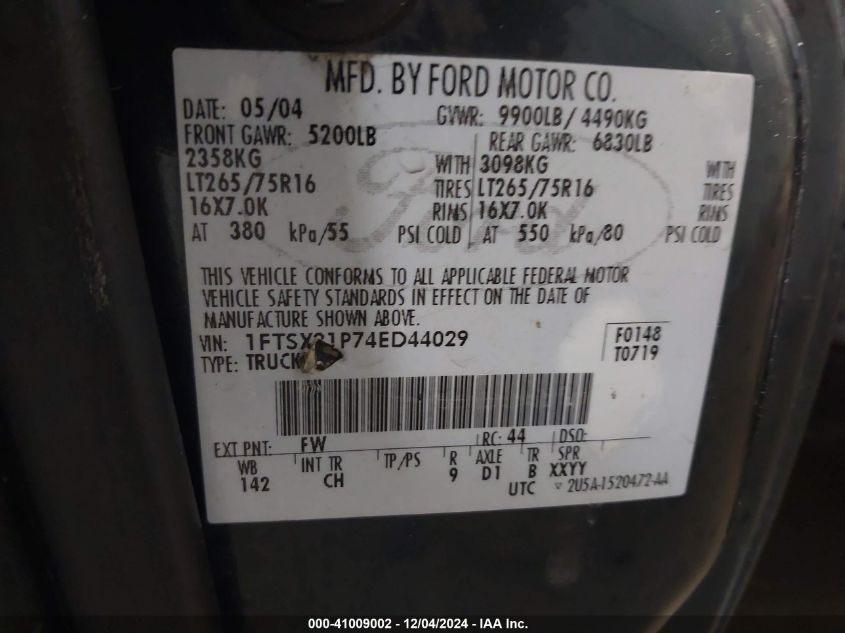 MFD. BY FORD MOTOR CO.
DATE: 05/04 GVWR: 9900LB/ 4490KG
FRONT GAWR: 5200LB REAR GAWR: 6830LB
2358KG WITH 3098KG WITH
LT265/75R16 TIRES LT265/75R16 TIRES
16X7.0K RIMS 16X7.0K RIMS
AT 380 kPa/55 PSI COLD AT 550 kPa/80 PSI COLD
THIS VEHICLE CONFORMS TO ALL APPLICABLE FEDERAL MOTOR
VEHICLE SAFETY STANDARDS IN EFFECT ON THE DATE OF
MANUFACTURE SHOWN ABOVE.
VIN: 1FTSX31P74ED44029 F0148
TYPE: TRUCK T0719
EXT PNT: FW RC: 44 DSO:
WB INT TR TP/PS R AXLE TR SPR
142 CH 9 D1 B XXYY
UTC ▽ 2U5A-1520472-AA
Ford
000-41009002 - 12/04/2024 - IAA Inc.